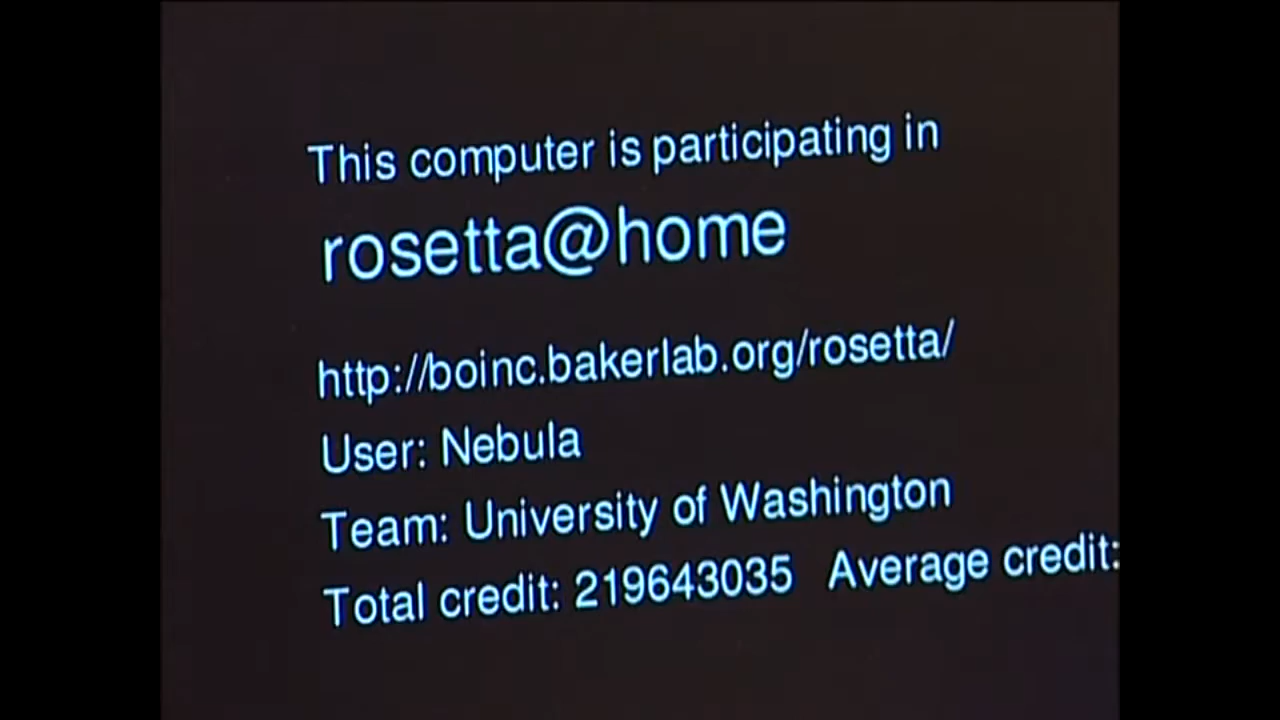 This computer is participating in
rosetta@home
http://boinc.bakerlab.org/rosetta/
User: Nebula
Team: University of Washington
Total credit: 219643035 Average credit: